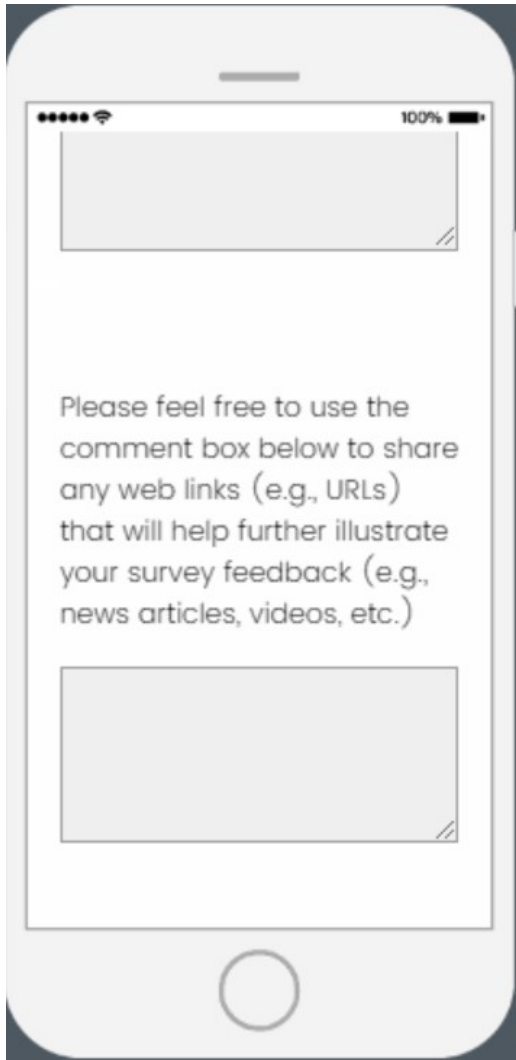 100%
Please feel free to use the
comment box below to share
any web links (e.g., URLs)
that will help further illustrate
your survey feedback (e.g.,
news articles, videos, etc.)